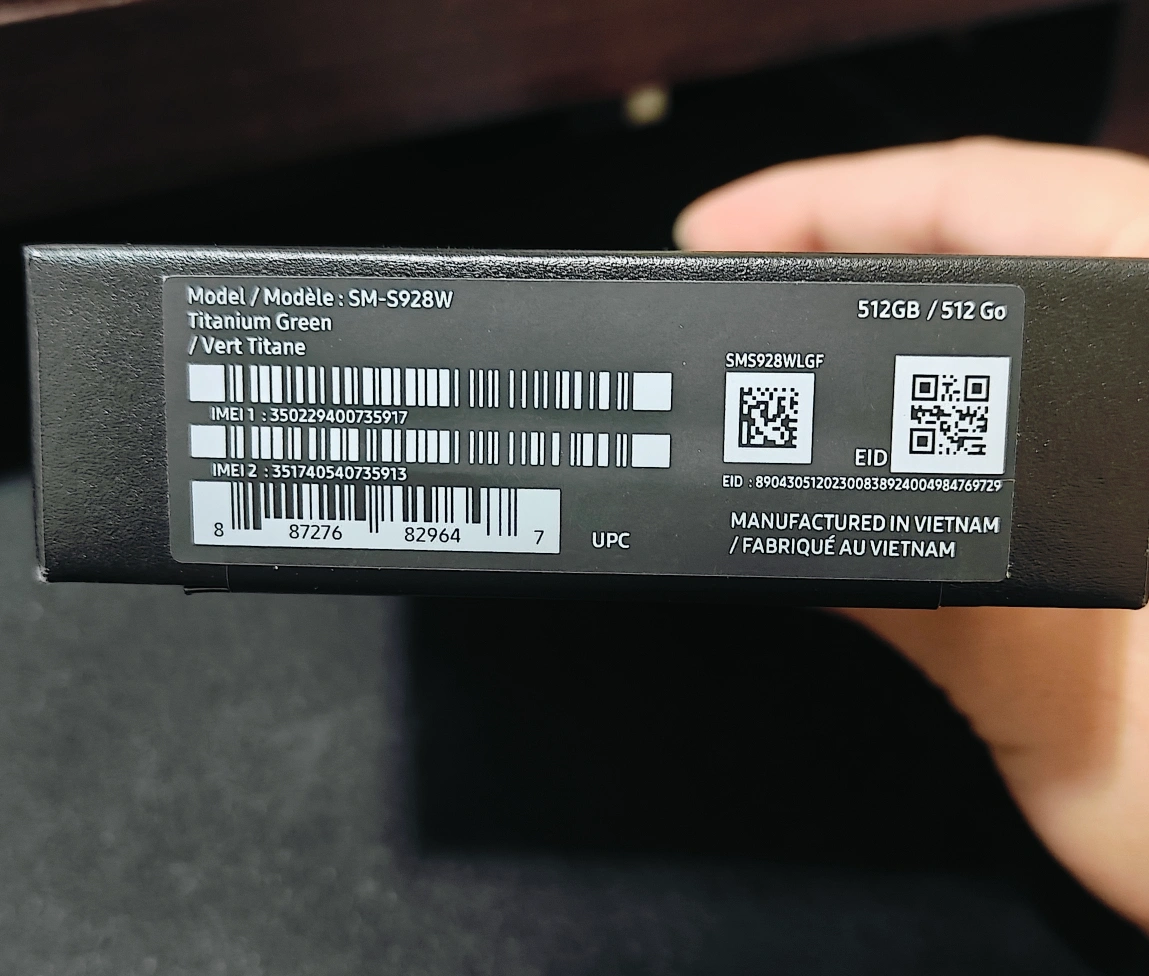 Model / Modèle : SM-S928W
Titanium Green
/ Vert Titane
512GB / 512 Go
IMEI 1 : 350229400735917
IMEI 2 : 351740540735913
8 87276 82964 7
UPC
SMS928WLGF
EID
EID : 89043051202300838924004984769729
MANUFACTURED IN VIETNAM
/ FABRIQUÉ AU VIETNAM